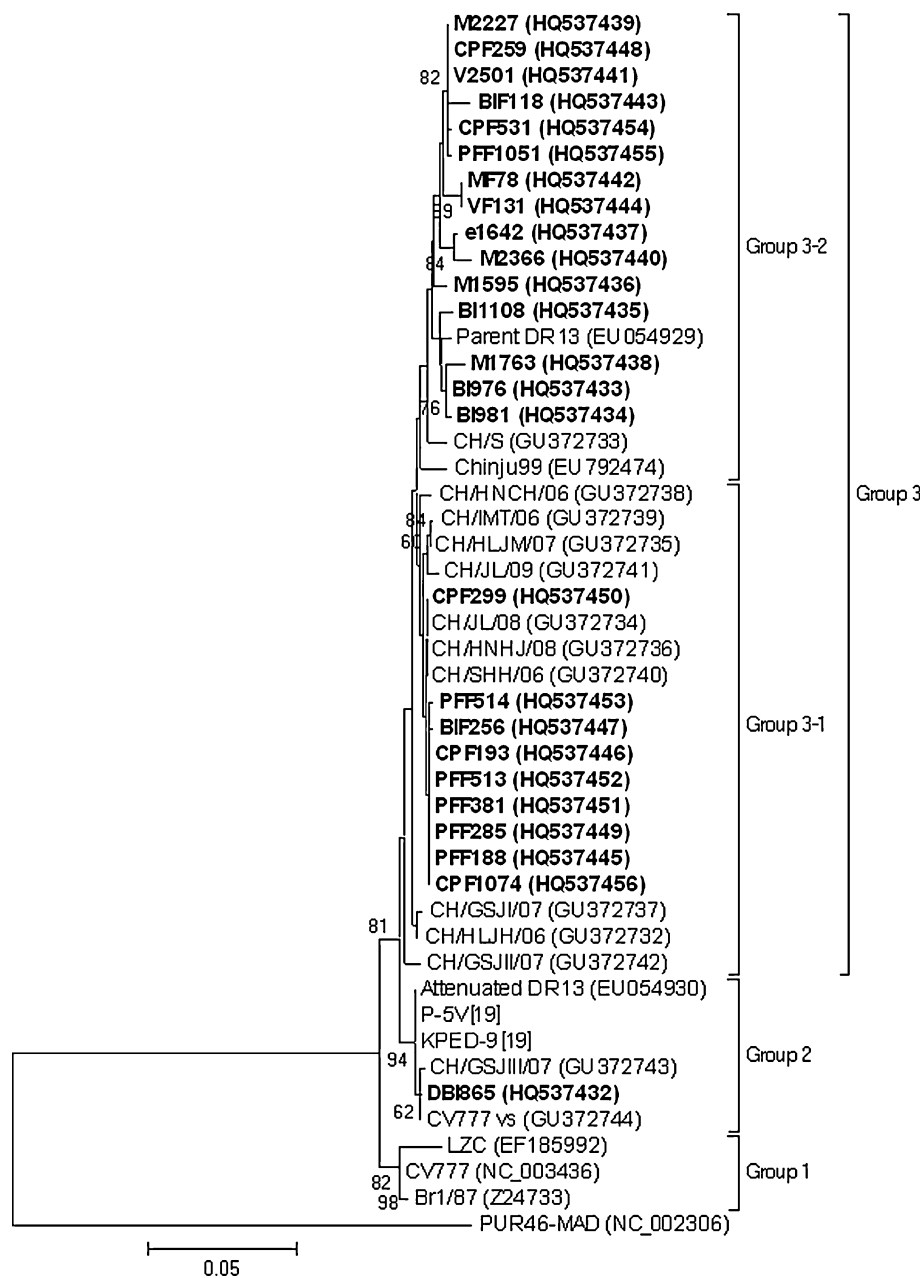 M2227 (HQ537439)
CPF259 (HQ537448)
82
V2501 (HQ537441)
BIF118 (HQ537443)
CPF531 (HQ537454)
PFF1051 (HQ537455)
MF78 (HQ537442)
VF131 (HQ537444)
99
e1642 (HQ537437)
Group 3-2
M2366 (HQ537440)
84
M1595 (HQ537436)
BI1108 (HQ537435)
Parent DR13 (EU054929)
M1763 (HQ537438)
BI976 (HQ537433)
76
BI981 (HQ537434)
CH/S (GU372733)
Chinju99 (EU792474)
CH/HNCH/06 (GU372738)
Group 3
84
CH/IMT/06 (GU372739)
CH/HLJM/07 (GU372735)
CH/JL/09 (GU372741)
CPF299 (HQ537450)
CH/JL/08 (GU372734)
CH/HNHJ/08 (GU372736)
CH/SHH/06 (GU372740)
PFF514 (HQ537453)
BIF256 (HQ537447)
Group 3-1
CPF193 (HQ537446)
PFF513 (HQ537452)
PFF381 (HQ537451)
PFF285 (HQ537449)
PFF188 (HQ537445)
CPF1074 (HQ537456)
CH/GSJI/07 (GU372737)
81
CH/HLJH/06 (GU372732)
CH/GSJII/07 (GU372742)
Attenuated DR13 (EU054930)
P-5V[19]
KPED-9[19]
94
Group 2
CH/GSJIII/07 (GU372743)
DBI865 (HQ537432)
62
CV777 vs (GU372744)
LZC (EF185992)
CV777 (NC_003436)
Group 1
82
98
Br1/87 (Z24733)
PUR46-MAD (NC_002306)
0.05